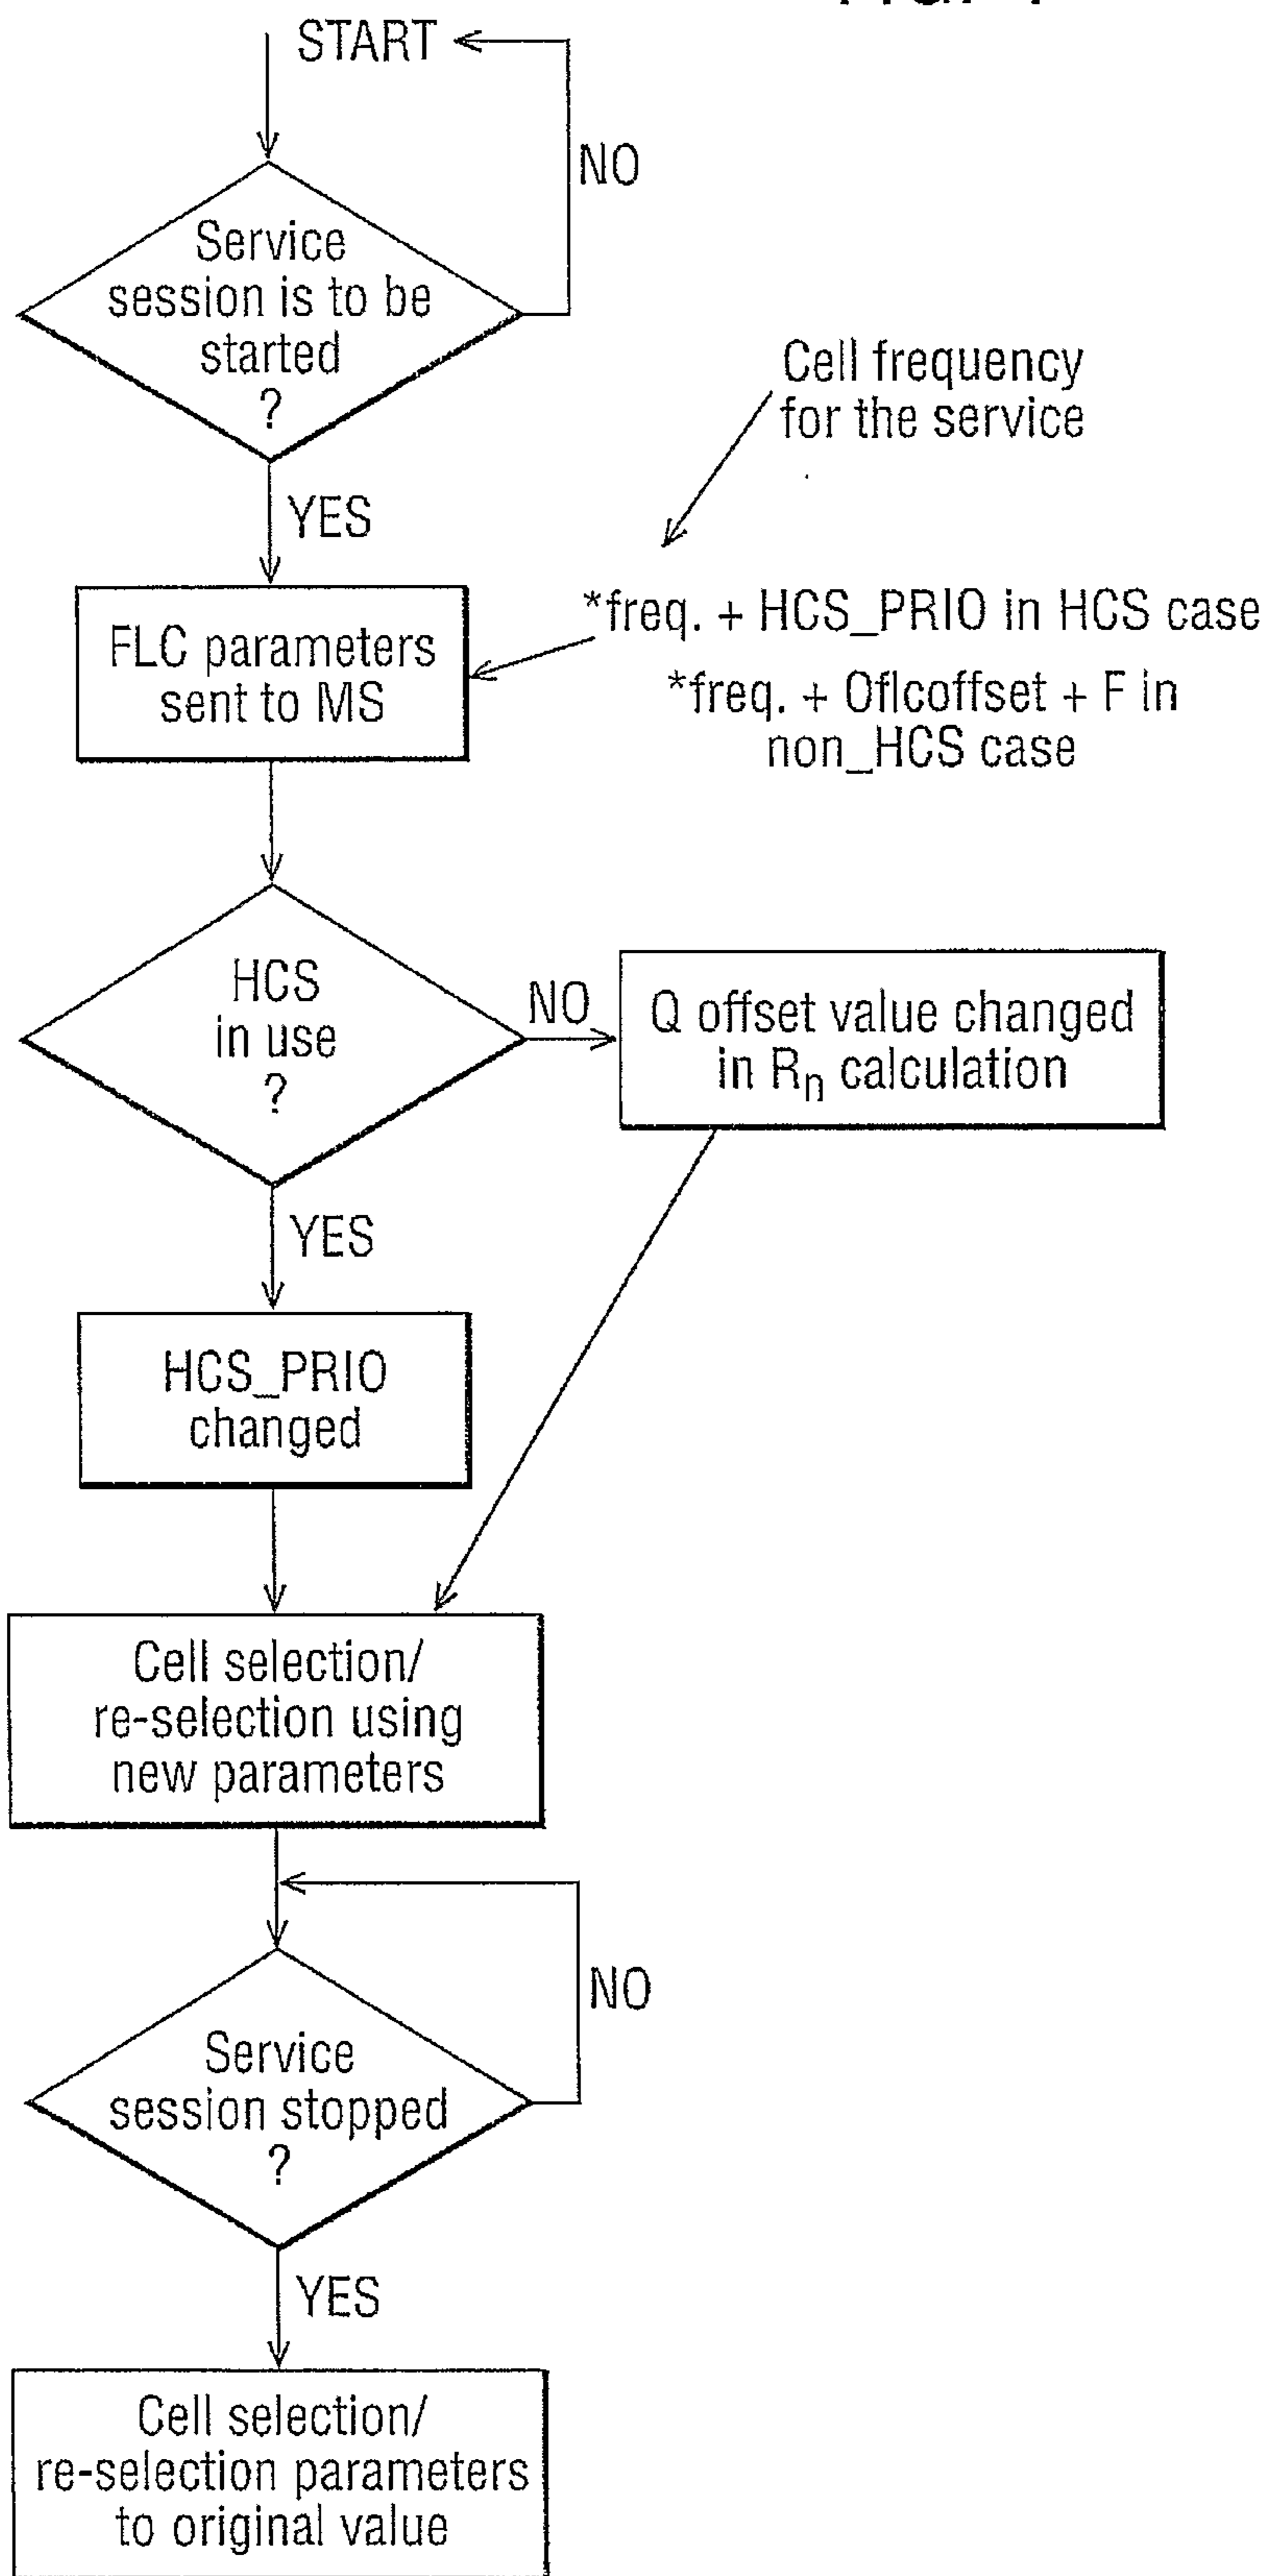 START
NO
Service
session is to be
started
?
Cell frequency
for the service
YES
*freq. + HCS_PRIO in HCS case
FLC parameters
sent to MS
*freq. + Oflcoffset + F in
non_HCS case
HCS
in use
?
NO
Q offset value changed
in Rn calculation
YES
HCS_PRIO
changed
Cell selection/
re-selection using
new parameters
NO
Service
session stopped
?
YES
Cell selection/
re-selection parameters
to original value